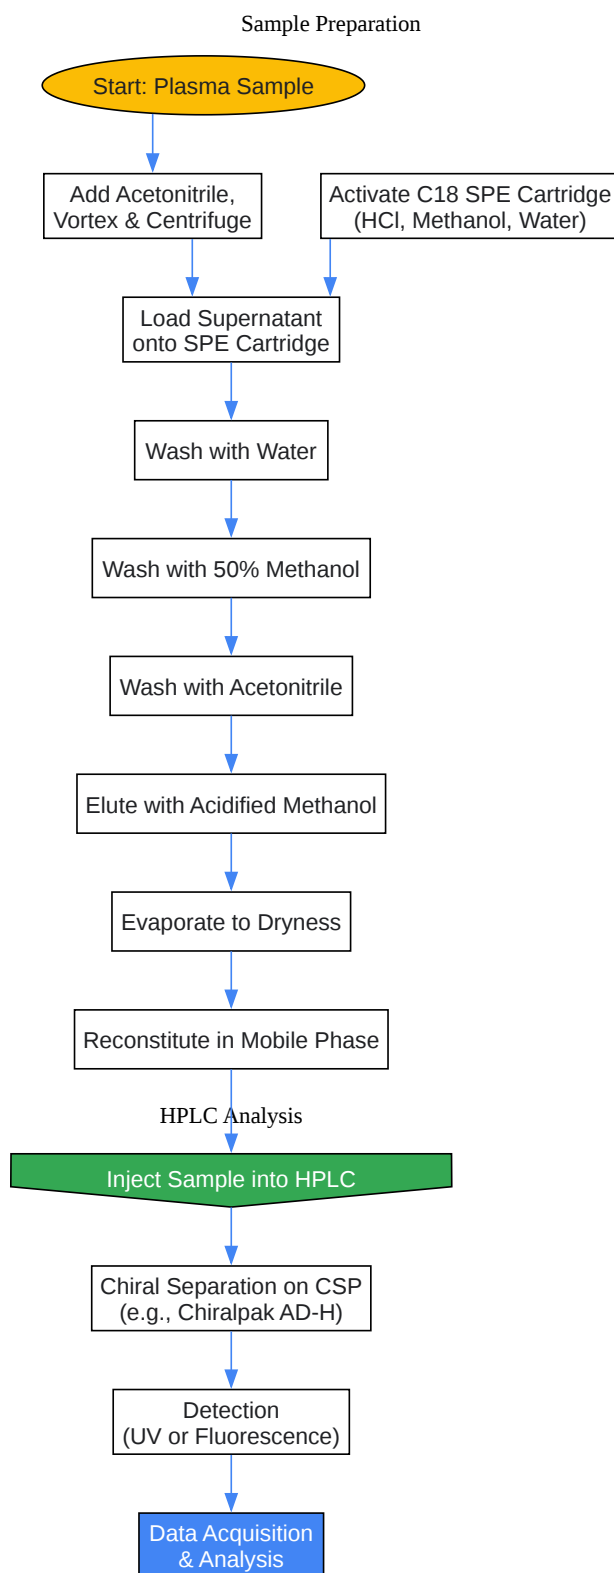 Sample Preparation
Start: Plasma Sample
Add Acetonitrile,
Vortex & Centrifuge
Activate C18 SPE Cartridge
(HCl, Methanol, Water)
Load Supernatant
onto SPE Cartridge
Wash with Water
Wash with 50% Methanol
Wash with Acetonitrile
Elute with Acidified Methanol
Evaporate to Dryness
Reconstitute in Mobile Phase
HPLC Analysis
Inject Sample into HPLC
Chiral Separation on CSP
(e.g., Chiralpak AD-H)
Detection
(UV or Fluorescence)
Data Acquisition
& Analysis